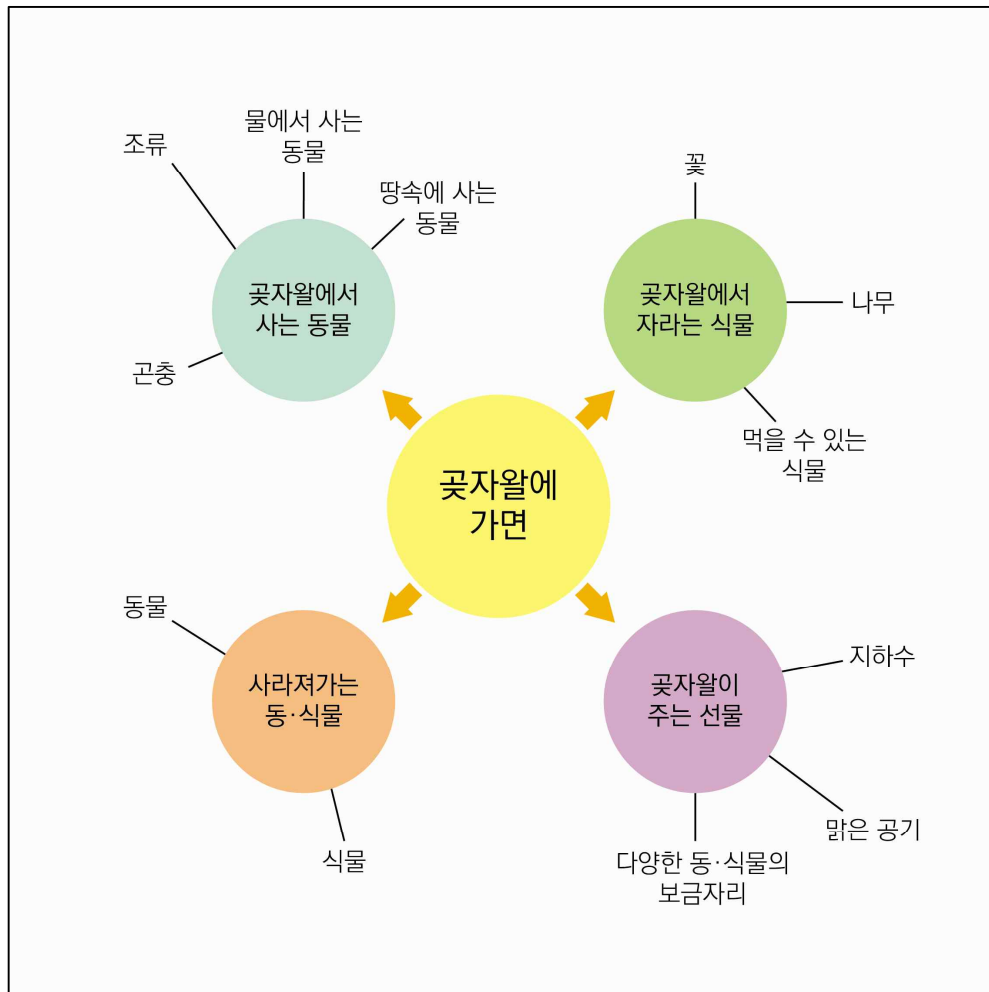 조류
물에서 사는
동물
땅속에 사는
동물
곶자왈에서
사는 동물
곤충
꽃
곶자왈에서
자라는 식물
나무
먹을 수 있는
식물
곶자왈에
가면
동물
사라져가는
동·식물
식물
곶자왈이
주는 선물
지하수
맑은 공기
다양한 동·식물의
보금자리